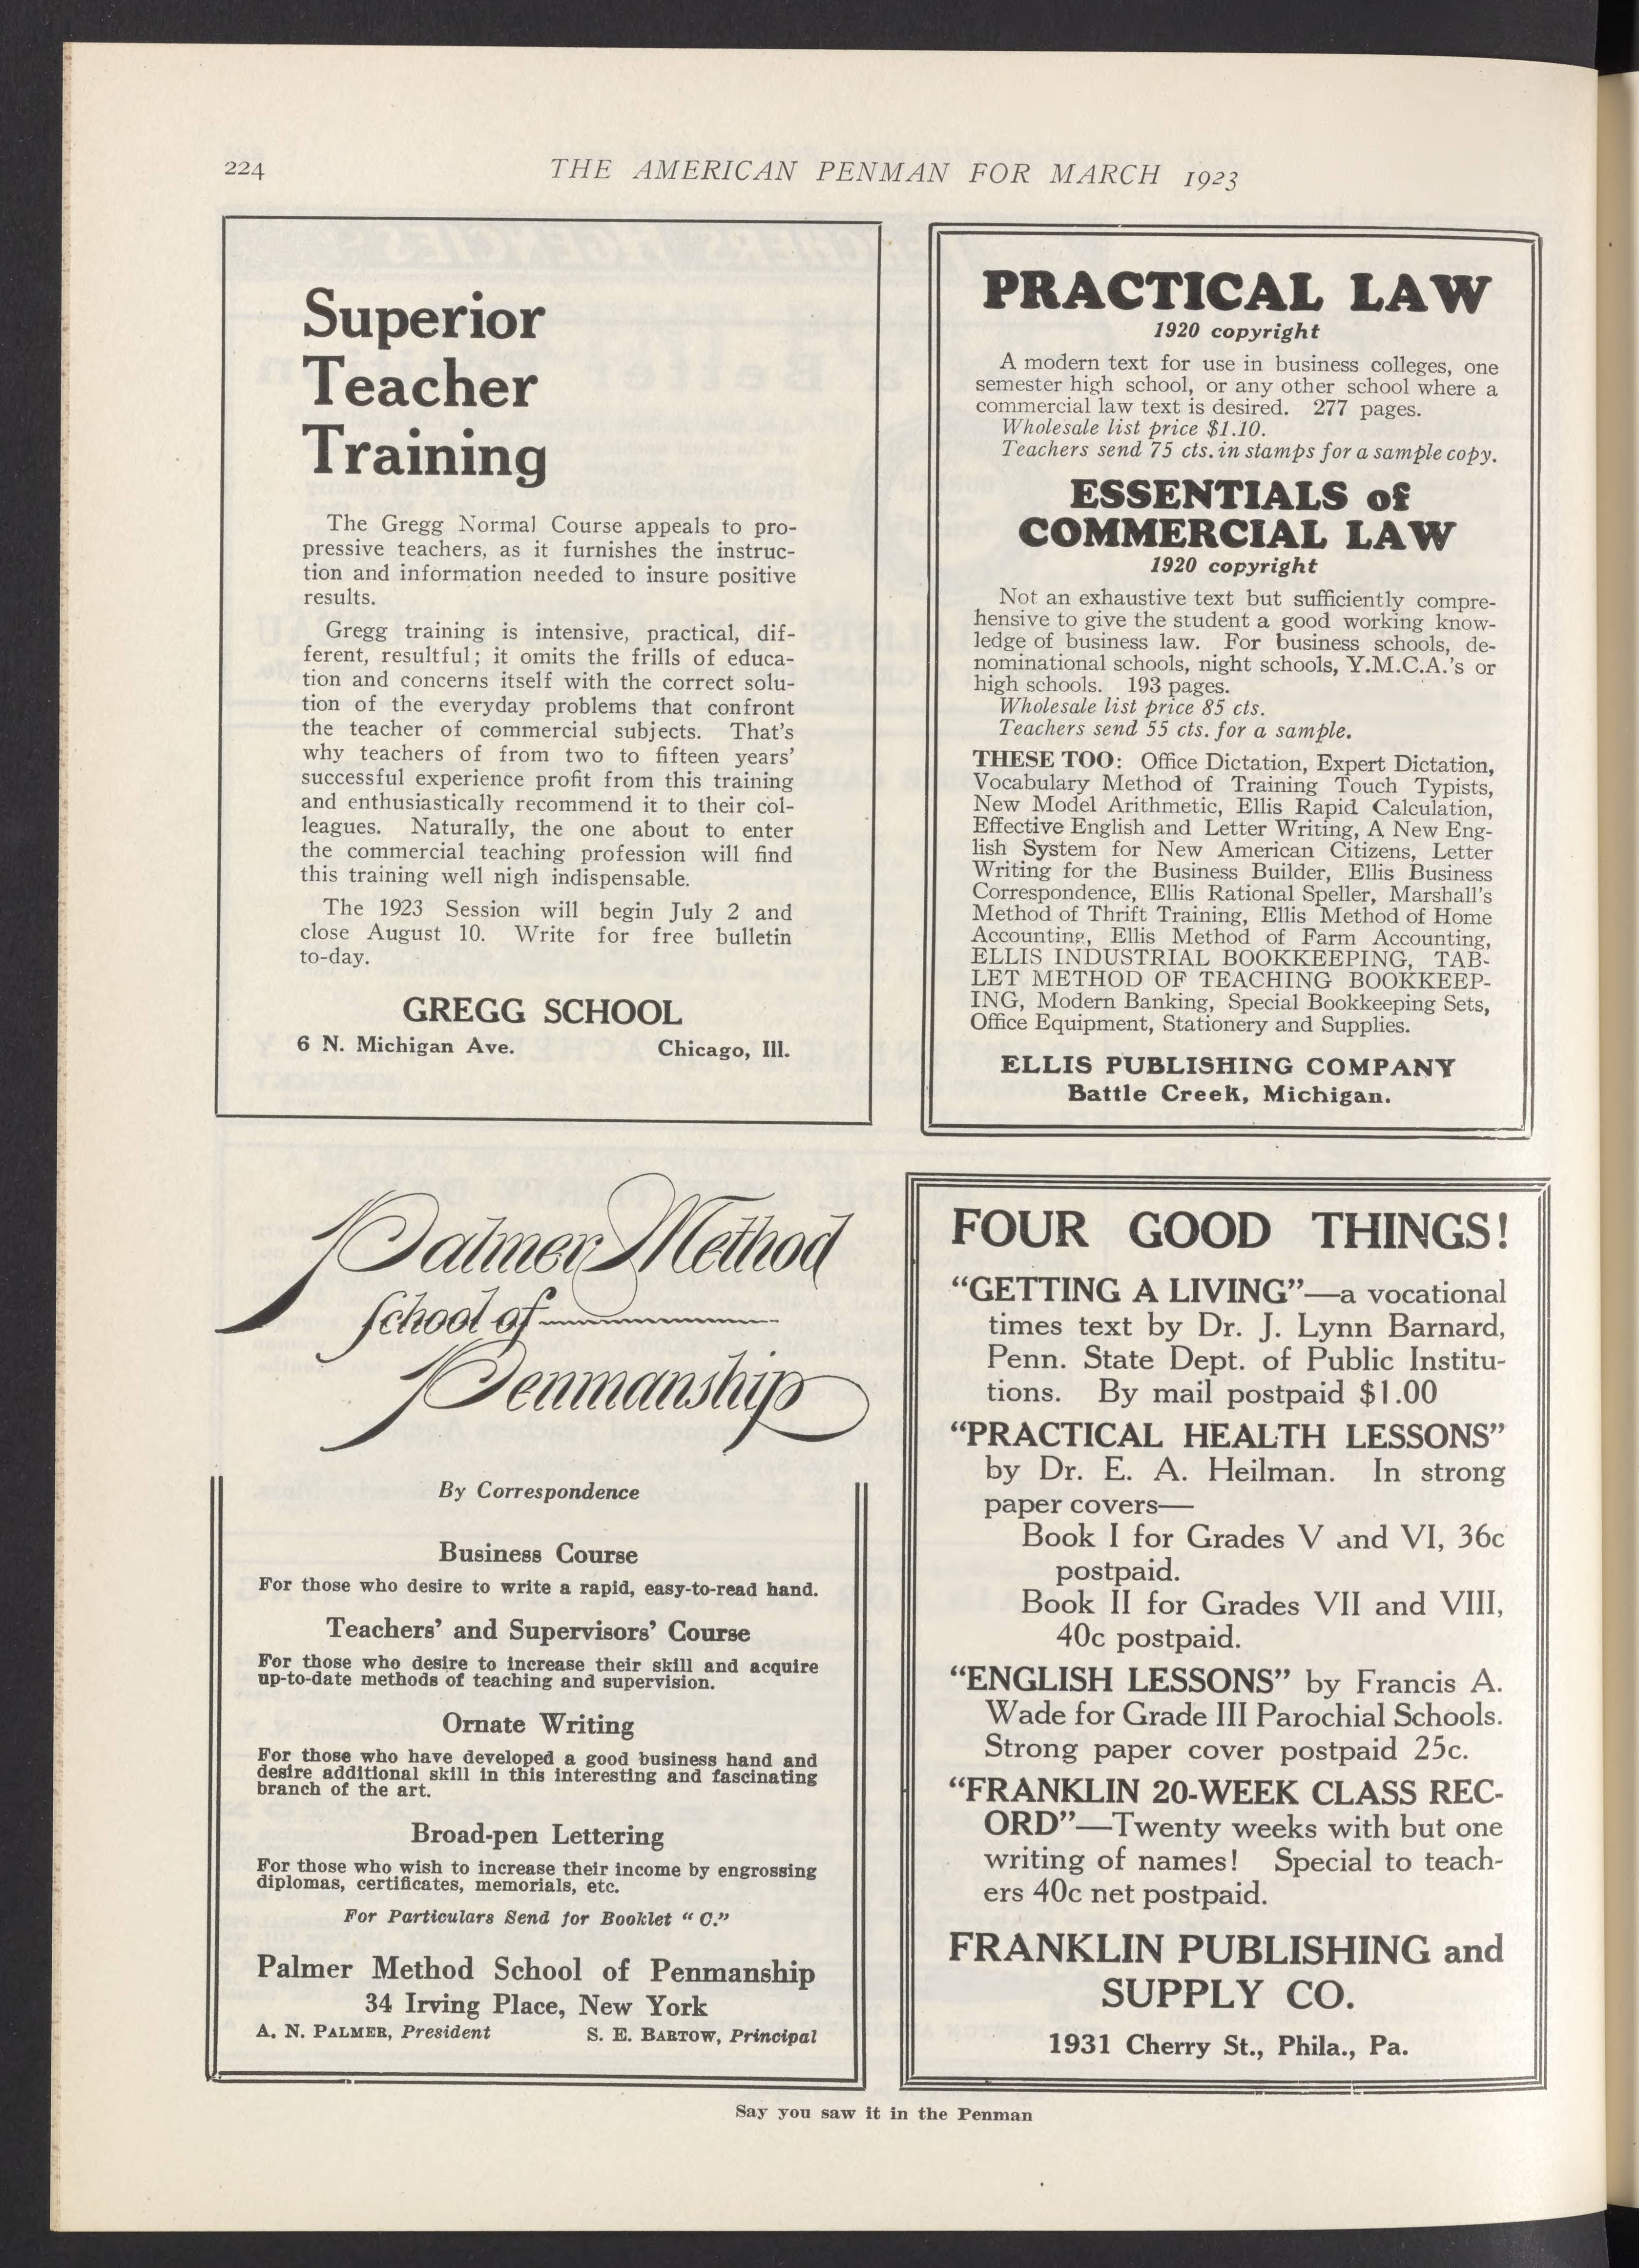 224
THE AMERICAN PENMAN FOR MARCH 1923
Superior
Teacher
Training
The Gregg Normal Course appeals to pro-
pressive teachers, as it furnishes the instruc-
tion and information needed to insure positive
results.
Gregg training is intensive, practical, dif-
ferent, resultful; it omits the frills of educa-
tion and concerns itself with the correct solu-
tion of the everyday problems that confront
the teacher of commercial subjects. That's
why teachers of from two to fifteen years'
successful experience profit from this training
and enthusiastically recommend it to their col-
leagues. Naturally, the one about to enter
the commercial teaching profession will find
this training well nigh indispensable.
The 1923 Session will begin July 2 and
close August 10. Write for free bulletin
to-day.
GREGG SCHOOL
6 N. Michigan Ave. Chicago, Ill.
PRACTICAL LAW
1920 copyright
A modern text for use in business colleges, one
semester high school, or any other school where a
commercial law text is desired. 277 pages.
Wholesale list price $1.10.
Teachers send 75 cts. in stamps for a sample copy.
ESSENTIALS of
COMMERCIAL LAW
1920 copyright
Not an exhaustive text but sufficiently compre-
hensive to give the student a good working know-
ledge of business law. For business schools, de-
nominational schools, night schools, Y.M.C.A.'s or
high schools. 193 pages.
Wholesale list price 85 cts.
Teachers send 55 cts. for a sample.
THESE TOO: Office Dictation, Expert Dictation,
Vocabulary Method of Training Touch Typists,
New Model Arithmetic, Ellis Rapid Calculation,
Effective English and Letter Writing, A New Eng-
lish System for New American Citizens, Letter
Writing for the Business Builder, Ellis Business
Correspondence, Ellis Rational Speller, Marshall's
Method of Thrift Training, Ellis Method of Home
Accounting, Ellis Method of Farm Accounting,
ELLIS INDUSTRIAL BOOKKEEPING, TAB-
LET METHOD OF TEACHING BOOKKEEP-
ING, Modern Banking, Special Bookkeeping Sets,
Office Equipment, Stationery and Supplies.
ELLIS PUBLISHING COMPANY
Battle Creek, Michigan.
Palmer Method
School of
Penmanship
By Correspondence
Business Course
For those who desire to write a rapid, easy-to-read hand.
Teachers' and Supervisors' Course
For those who desire to increase their skill and acquire
up-to-date methods of teaching and supervision.
Ornate Writing
For those who have developed a good business hand and
desire additional skill in this interesting and fascinating
branch of the art.
Broad-pen Lettering
For those who wish to increase their income by engrossing
diplomas, certificates, memorials, etc.
For Particulars Send for Booklet "C."
Palmer Method School of Penmanship
34 Irving Place, New York
A. N. PALMER, President S. E. BARTOW, Principal
FOUR GOOD THINGS!
"GETTING A LIVING"—a vocational
times text by Dr. J. Lynn Barnard,
Penn. State Dept. of Public Institu-
tions. By mail postpaid $1.00
"PRACTICAL HEALTH LESSONS"
by Dr. E. A. Heilman. In strong
paper covers—
Book I for Grades V and VI, 36c
postpaid.
Book II for Grades VII and VIII,
40c postpaid.
"ENGLISH LESSONS" by Francis A.
Wade for Grade III Parochial Schools.
Strong paper cover postpaid 25c.
"FRANKLIN 20-WEEK CLASS REC-
ORD"—Twenty weeks with but one
writing of names! Special to teach-
ers 40c net postpaid.
FRANKLIN PUBLISHING and
SUPPLY CO.
1931 Cherry St., Phila., Pa.
Say you saw it in the Penman